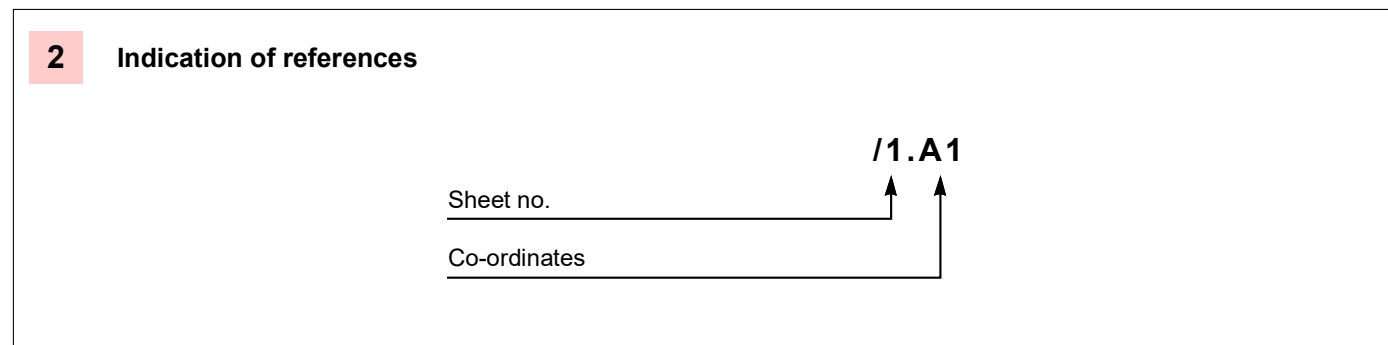 2 Indication of references
/1.A1
Sheet no.
Co-ordinates